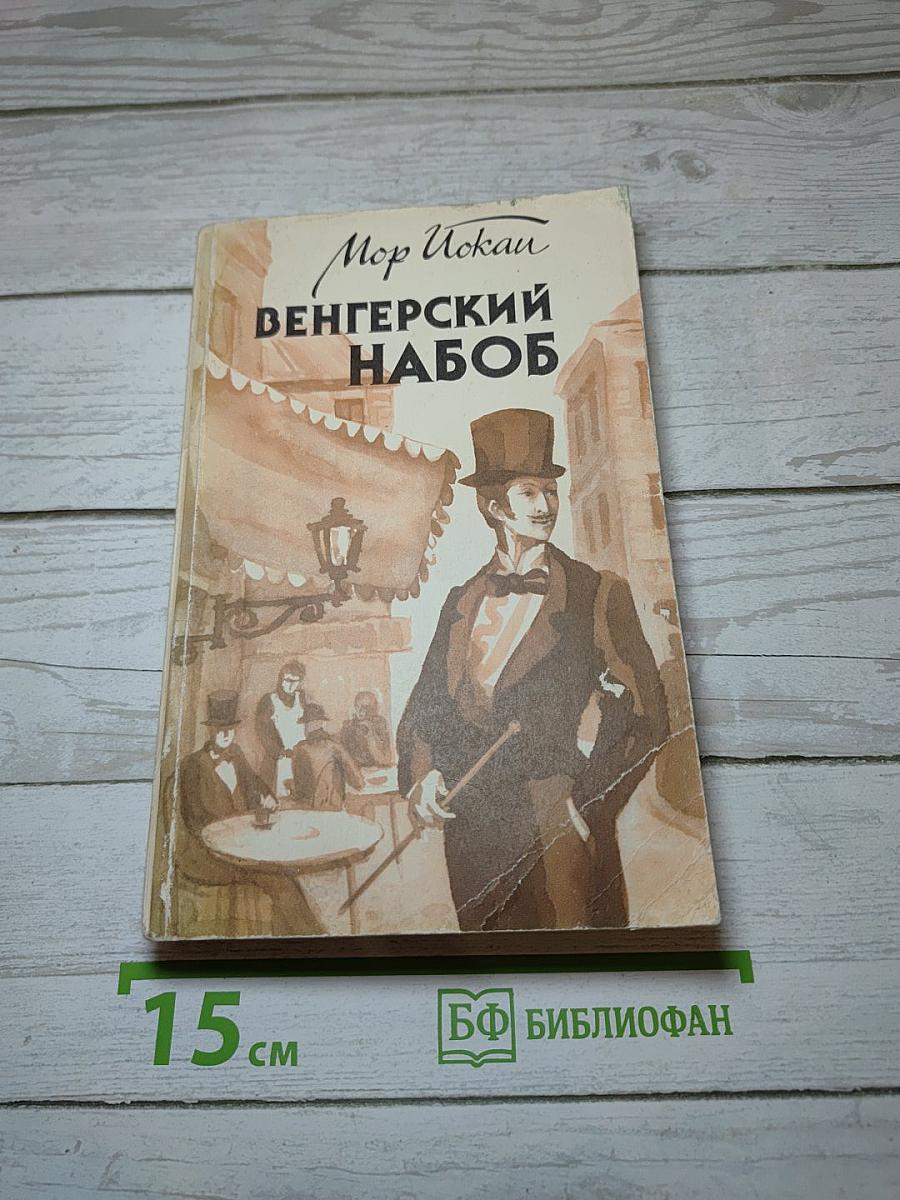 Мор Йокаи
ВЕНГЕРСКИЙ
НАБОБ
15 см
БФ БИБЛИОФАН